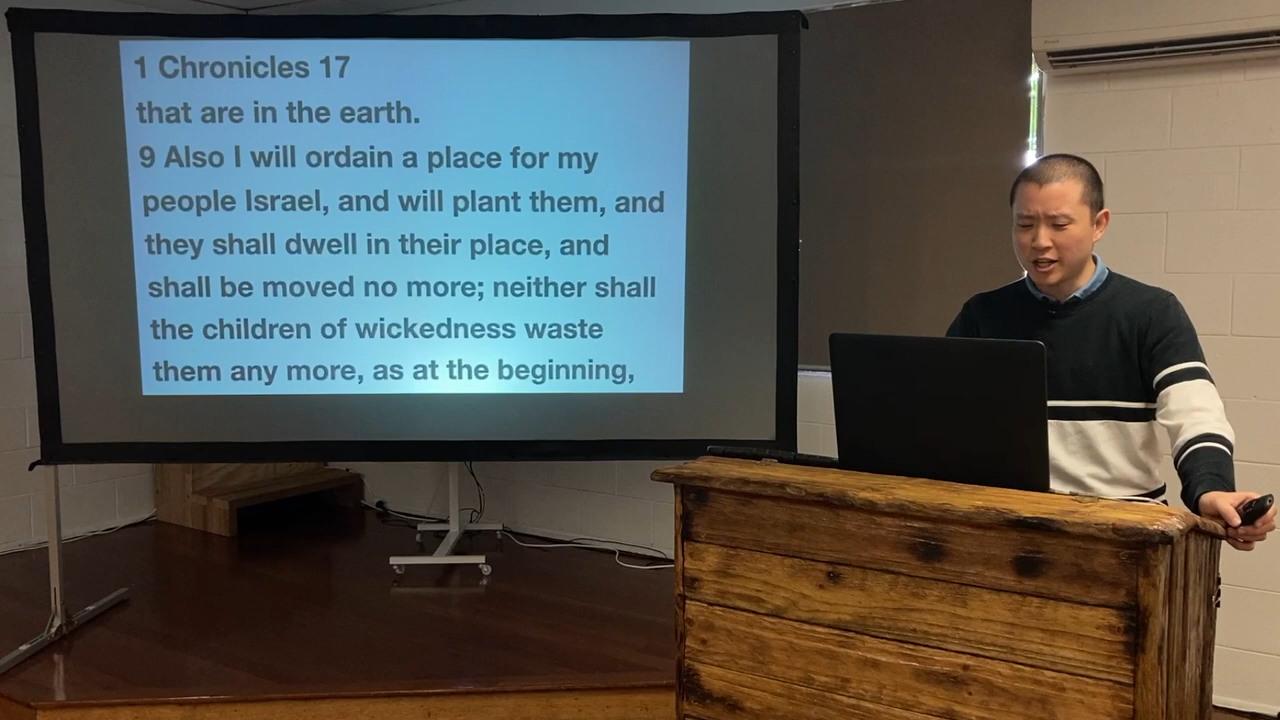 1 Chronicles 17
that are in the earth.
9 Also I will ordain a place for my
people Israel, and will plant them, and
they shall dwell in their place, and
shall be moved no more; neither shall
the children of wickedness waste
them any more, as at the beginning,